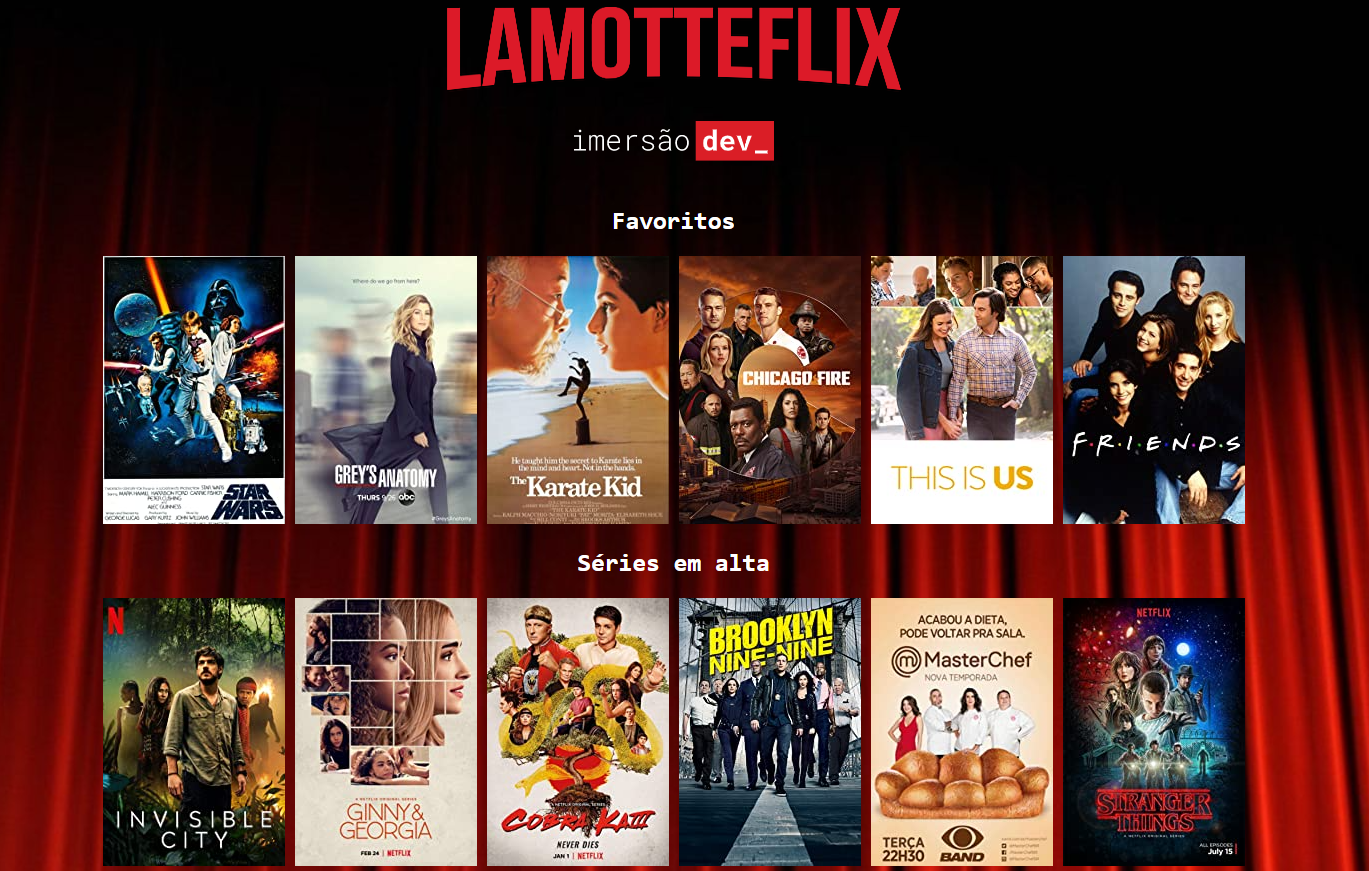 LAMOTTEFLIX
imersão dev_
Favoritos
STAR
WARS
Where do we go from here?
GREY'S ANATOMY
THURS 9/26 abc
#GreysAnatomy
He taught him the secret to Karate lies in
the mind and heart. Not in the hands.
The Karate Kid
CHICAGO FIRE
THIS IS US
F·R·I·E·N·D·S
Séries em alta
N
INVISIBLE
CITY
A NETFLIX ORIGINAL SERIES
GINNY&
GEORGIA
FEB 24 | NETFLIX
A NETFLIX ORIGINAL SERIES
COBRA KAIII
NEVER DIES
JAN 1 | NETFLIX
BROOKLYN
NINE-NINE
ACABOU A DIETA,
PODE VOLTAR PRA SALA.
MasterChef
NOVA TEMPORADA
TERÇA
22H30
BAND
NETFLIX
STRANGER
THINGS
A NETFLIX ORIGINAL SERIES
ALL EPISODES
July 15